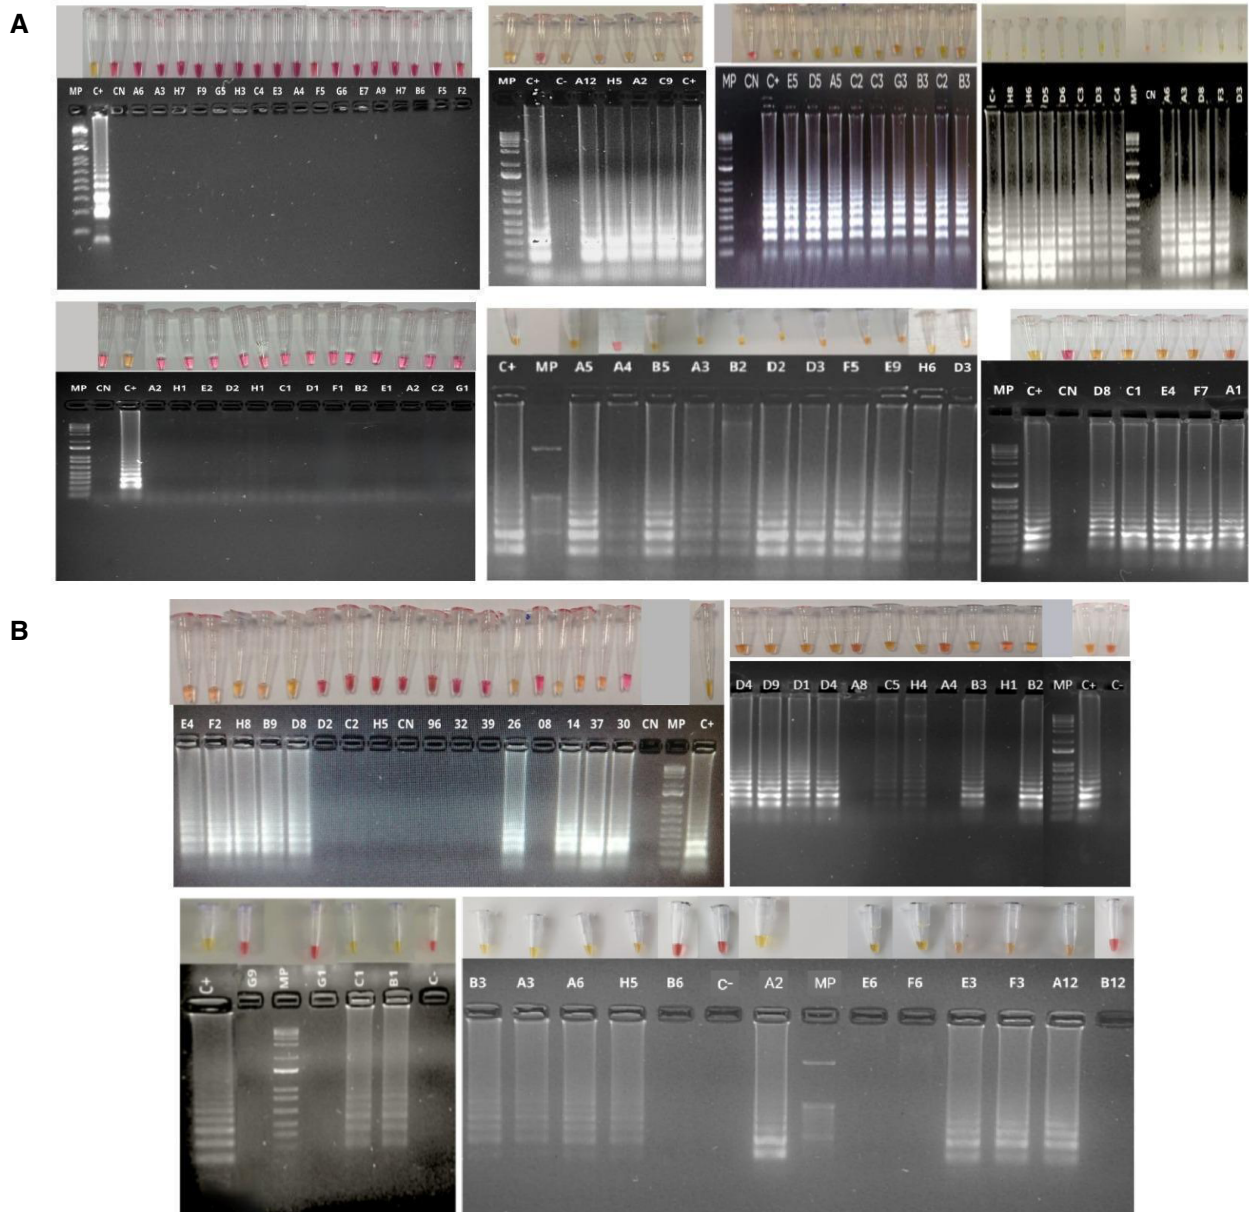 A
MP C+ CN A6 A3 H7 F9 G5 H3 C4 E3 A4 F5 G6 E7 A9 H7 B6 F5 F2
MP C+ C- A12 H5 A2 C9 C+
MP CN C+ E5 D5 A5 C2 C3 G3 B3 C2 B3
C+ H8 H6 D5 D6 C3 D3 C4 MP CN A6 A3 D8 F3 D3
MP CN C+ A2 H1 E2 D2 H1 C1 D1 F1 B2 E1 A2 C2 G1
C+ MP A5 A4 B5 A3 B2 D2 D3 F5 E9 H6 D3
MP C+ CN D8 C1 E4 F7 A1
B
E4 F2 H8 B9 D8 D2 C2 H5 CN 96 32 39 26 08 14 37 30 CN MP C+
D4 D9 D1 D4 A8 C5 H4 A4 B3 H1 B2 MP C+ C-
C+ G9 MP G1 C1 B1 C-
B3 A3 A6 H5 B6 C- A2 MP E6 F6 E3 F3 A12 B12